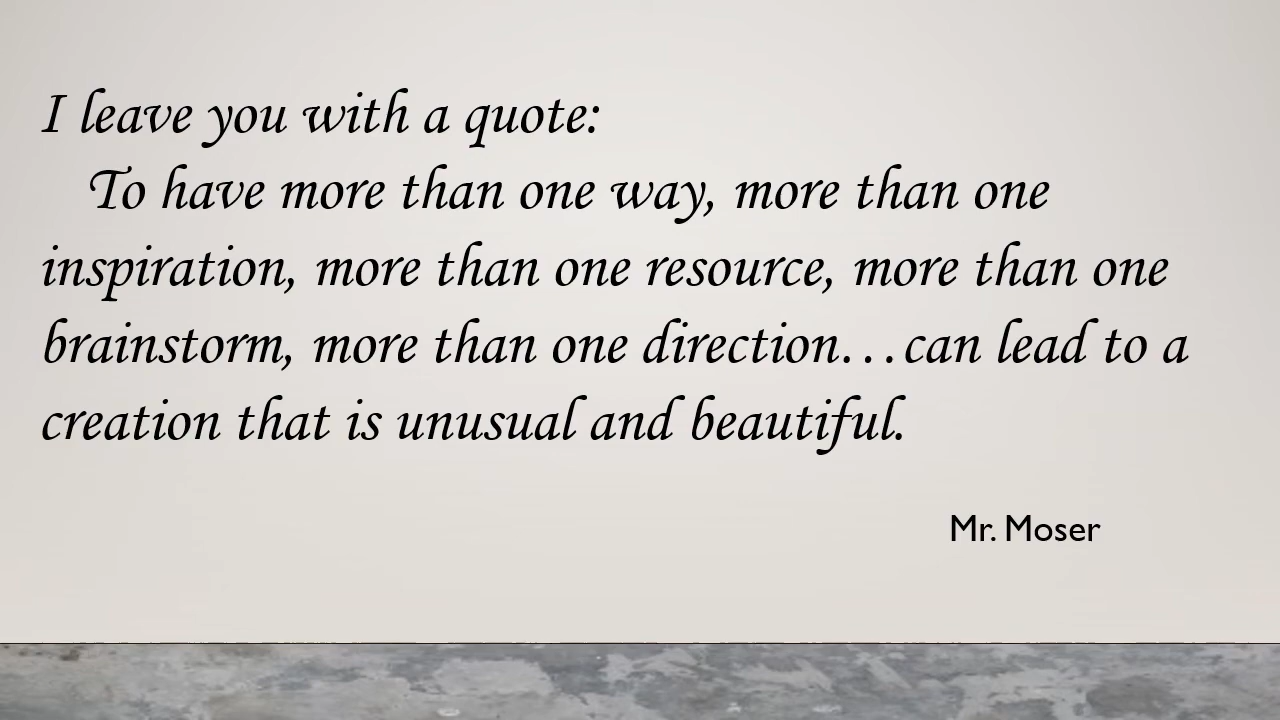 I leave you with a quote:
To have more than one way, more than one
inspiration, more than one resource, more than one
brainstorm, more than one direction…can lead to a
creation that is unusual and beautiful.
Mr. Moser